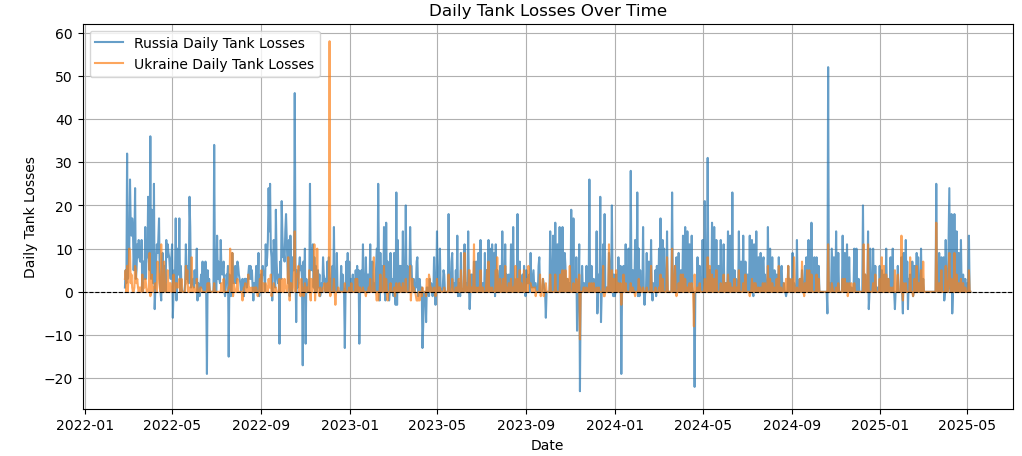 Daily Tank Losses Over Time
Russia Daily Tank Losses
Ukraine Daily Tank Losses
Daily Tank Losses
60
50
40
30
20
10
0
−10
−20
2022-01 2022-05 2022-09 2023-01 2023-05 2023-09 2024-01 2024-05 2024-09 2025-01 2025-05
Date